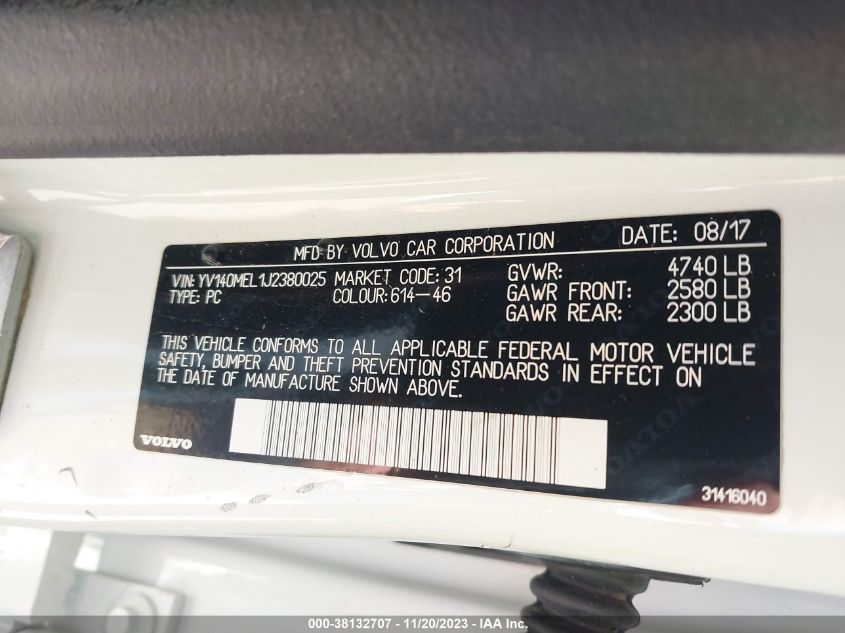 MFD BY VOLVO CAR CORPORATION DATE: 08/17
VIN: YV140MEL1J2380025 MARKET CODE: 31 GVWR: 4740 LB
TYPE: PC COLOUR:614-46 GAWR FRONT: 2580 LB
GAWR REAR: 2300 LB
THIS VEHICLE CONFORMS TO ALL APPLICABLE FEDERAL MOTOR VEHICLE
SAFETY, BUMPER AND THEFT PREVENTION STANDARDS IN EFFECT ON
THE DATE OF MANUFACTURE SHOWN ABOVE.
VOLVO
31416040
000-38132707 - 11/20/2023 - IAA Inc.